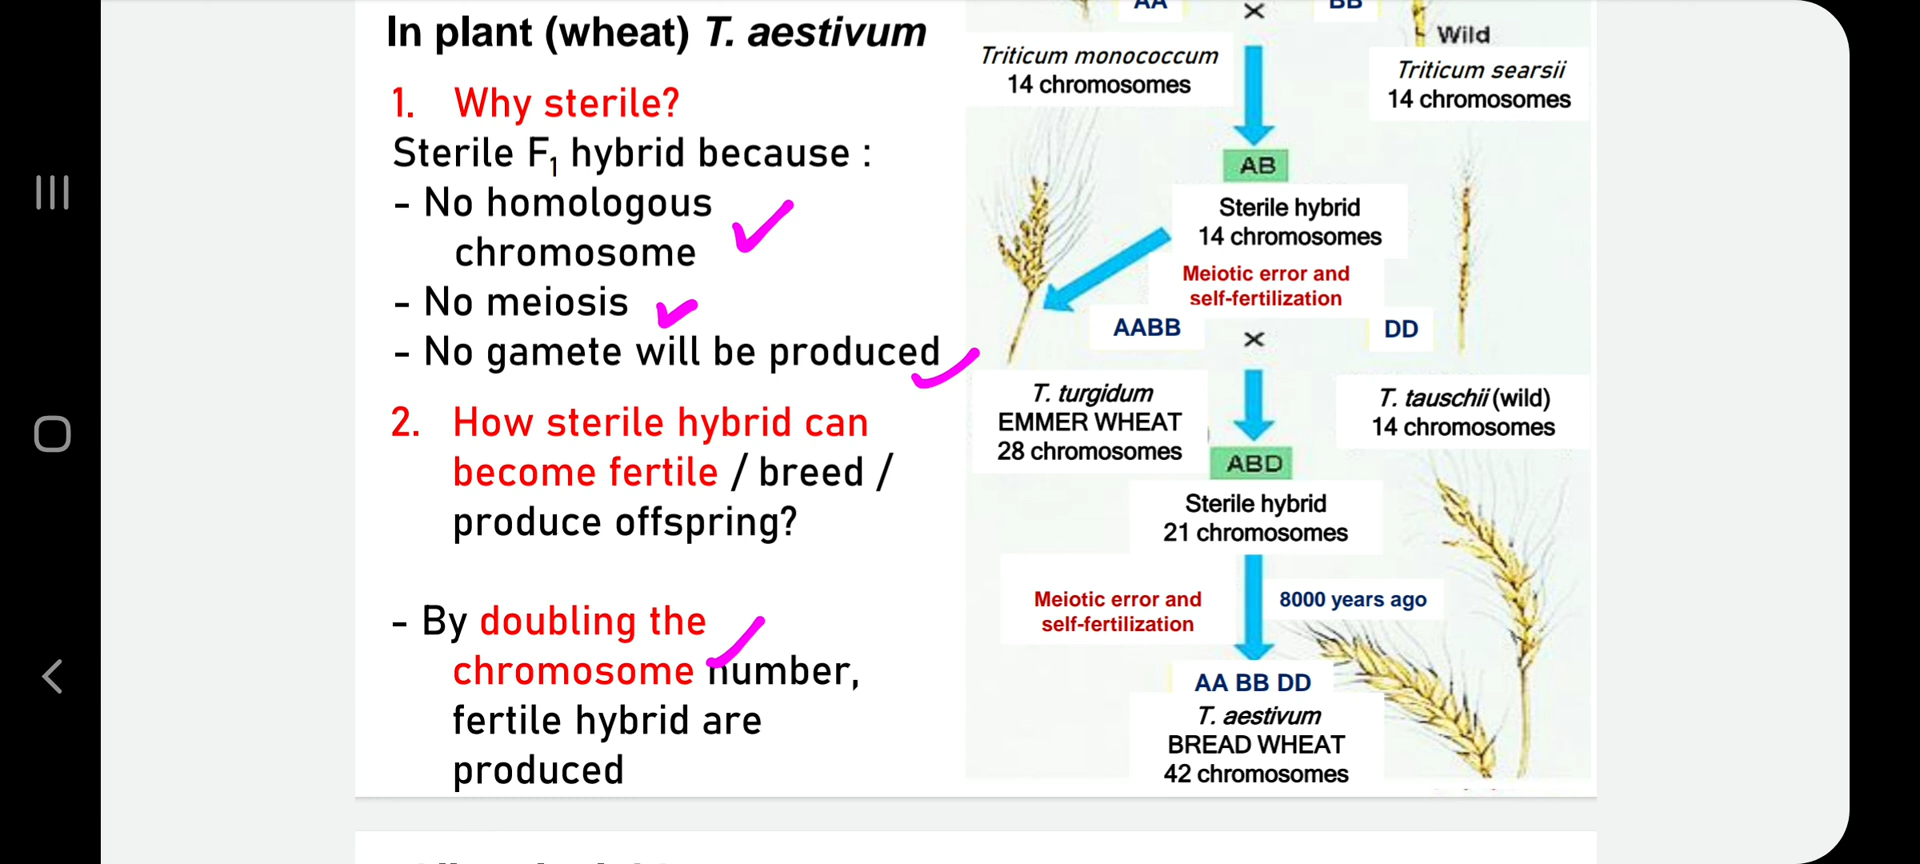 In plant (wheat) T. aestivum
1. Why sterile?
Sterile F1 hybrid because :
- No homologous
chromosome
- No meiosis
- No gamete will be produced
2. How sterile hybrid can
become fertile / breed /
produce offspring?
- By doubling the
chromosome number,
fertile hybrid are
produced
AA
×
BB
Wild
Triticum monococcum
14 chromosomes
Triticum searsii
14 chromosomes
AB
Sterile hybrid
14 chromosomes
Meiotic error and
self-fertilization
AABB
×
DD
T. turgidum
EMMER WHEAT
28 chromosomes
T. tauschii (wild)
14 chromosomes
ABD
Sterile hybrid
21 chromosomes
Meiotic error and
self-fertilization
8000 years ago
AA BB DD
T. aestivum
BREAD WHEAT
42 chromosomes